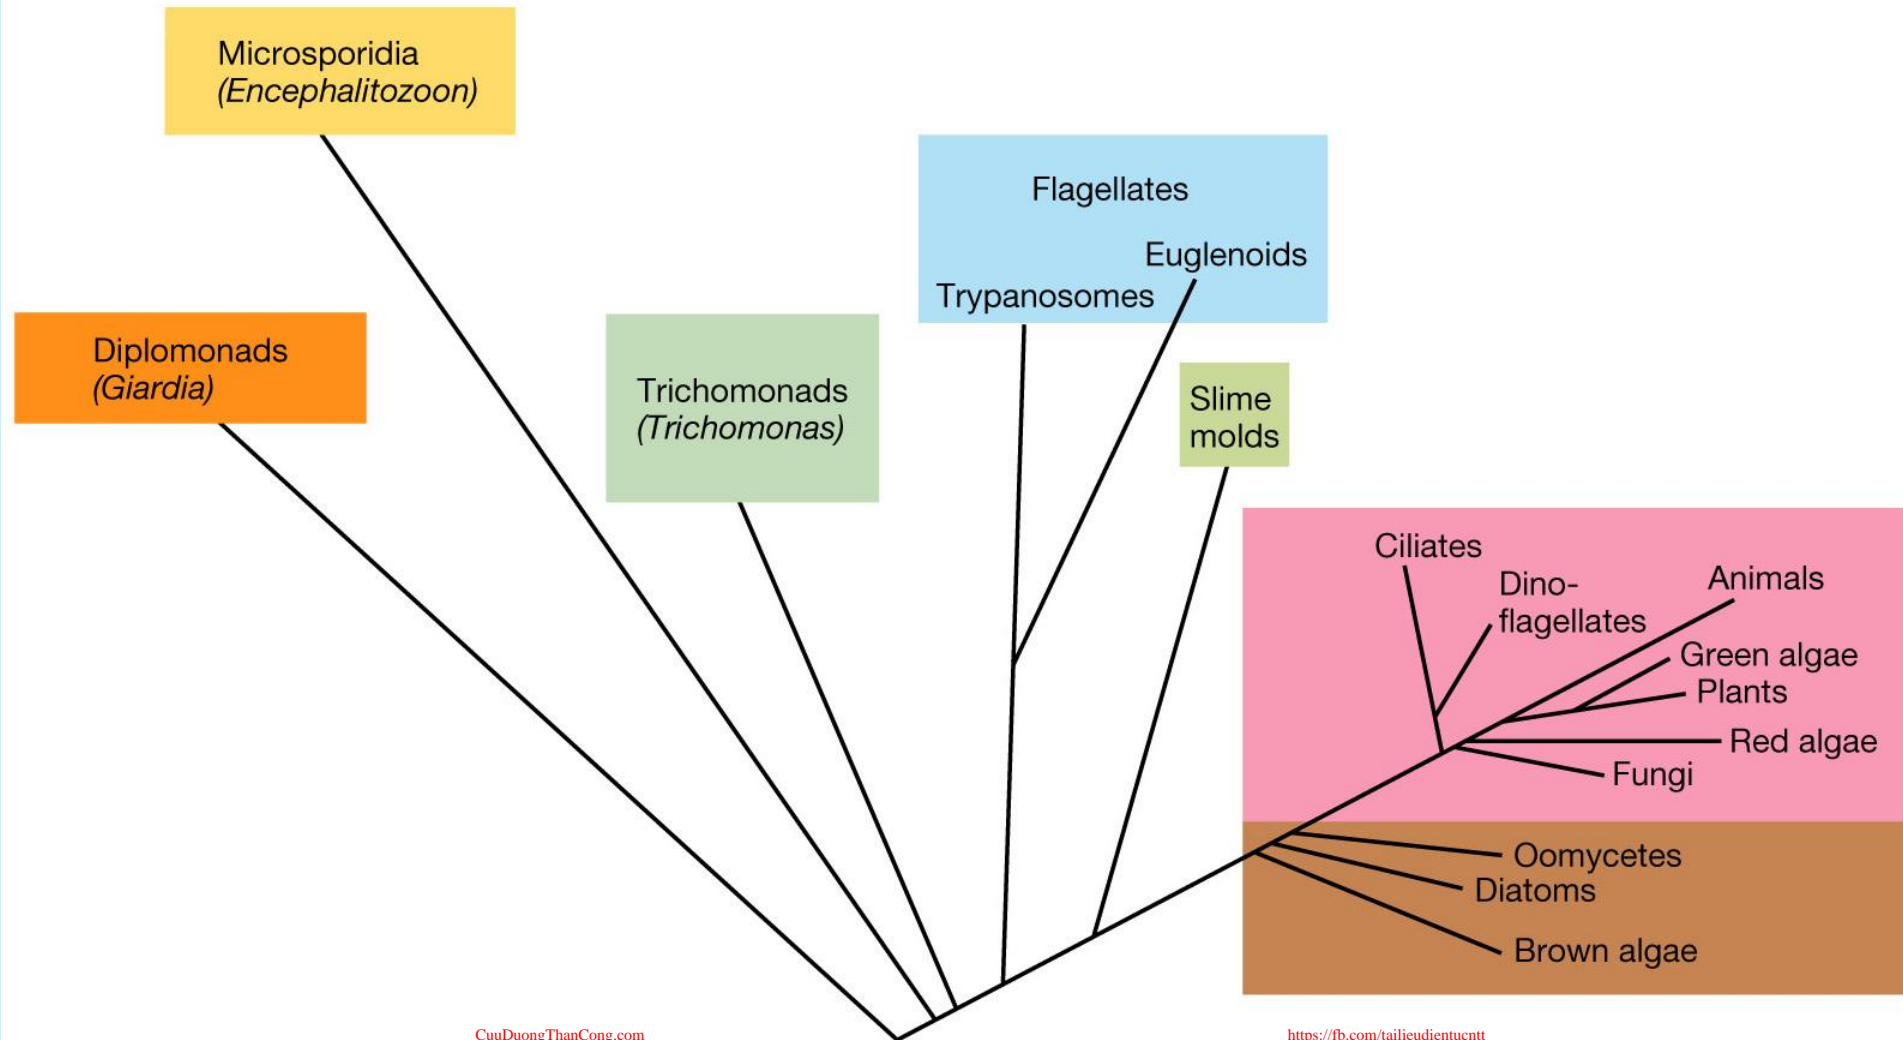 Microsporidia
(Encephalitozoon)
Flagellates
Euglenoids
Trypanosomes
Diplomonads
(Giardia)
Trichomonads
(Trichomonas)
Slime
molds
Ciliates
Dino-
flagellates
Animals
Green algae
Plants
Red algae
Fungi
Oomycetes
Diatoms
Brown algae
CuuDuongThanCong.com
https://fb.com/tailieudientucntt